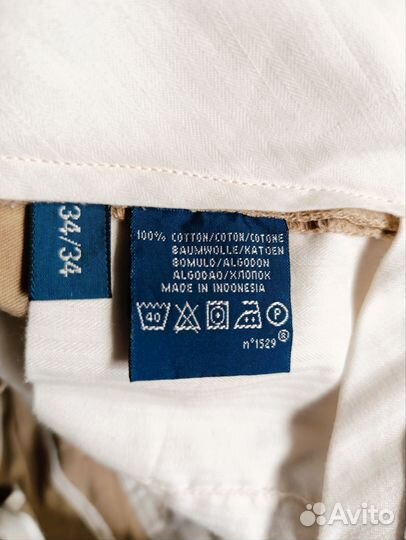 34/34
100% COTTON/COTON/COTONE
BAUMWOLLE/KATOEN
BOMULD/ALGODON
ALGODAO/ХЛОПОК
MADE IN INDONESIA
40
P
n°1529 ®
Avito